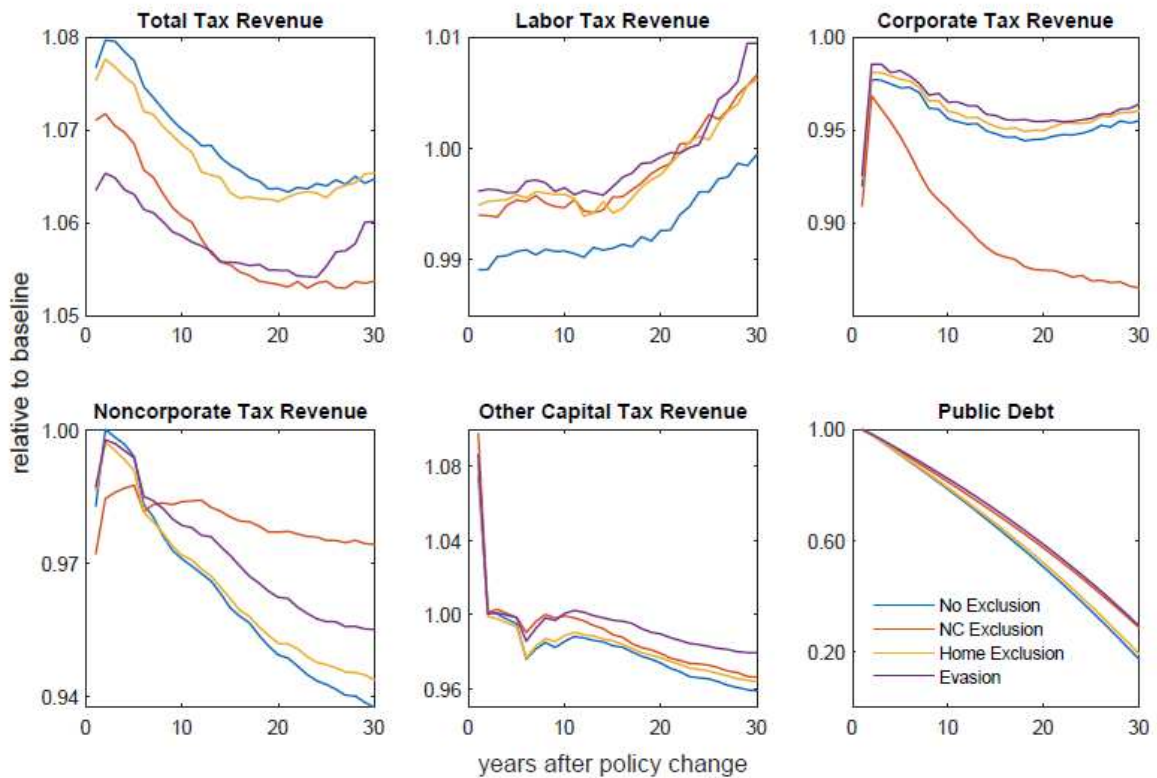 Total Tax Revenue
1.08
1.07
1.06
1.05
0 10 20 30
Labor Tax Revenue
1.01
1.00
0.99
0 10 20 30
Corporate Tax Revenue
1.00
0.95
0.90
0 10 20 30
relative to baseline
Noncorporate Tax Revenue
1.00
0.97
0.94
0 10 20 30
Other Capital Tax Revenue
1.08
1.04
1.00
0.96
0 10 20 30
Public Debt
1.00
0.60
0.20
No Exclusion
NC Exclusion
Home Exclusion
Evasion
0 10 20 30
years after policy change